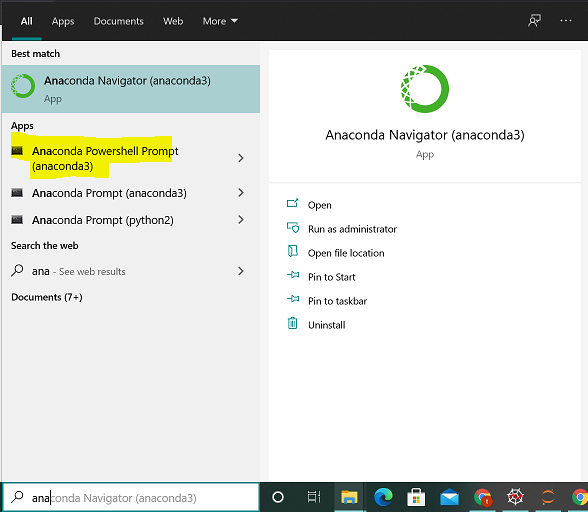 All Apps Documents Web More
Best match
Anaconda Navigator (anaconda3)
App
Apps
Anaconda Powershell Prompt
(anaconda3)
Anaconda Prompt (anaconda3)
Anaconda Prompt (python2)
Search the web
ana - See web results
Documents (7+)
Anaconda Navigator (anaconda3)
App
Open
Run as administrator
Open file location
Pin to Start
Pin to taskbar
Uninstall
anaconda Navigator (anaconda3)
t